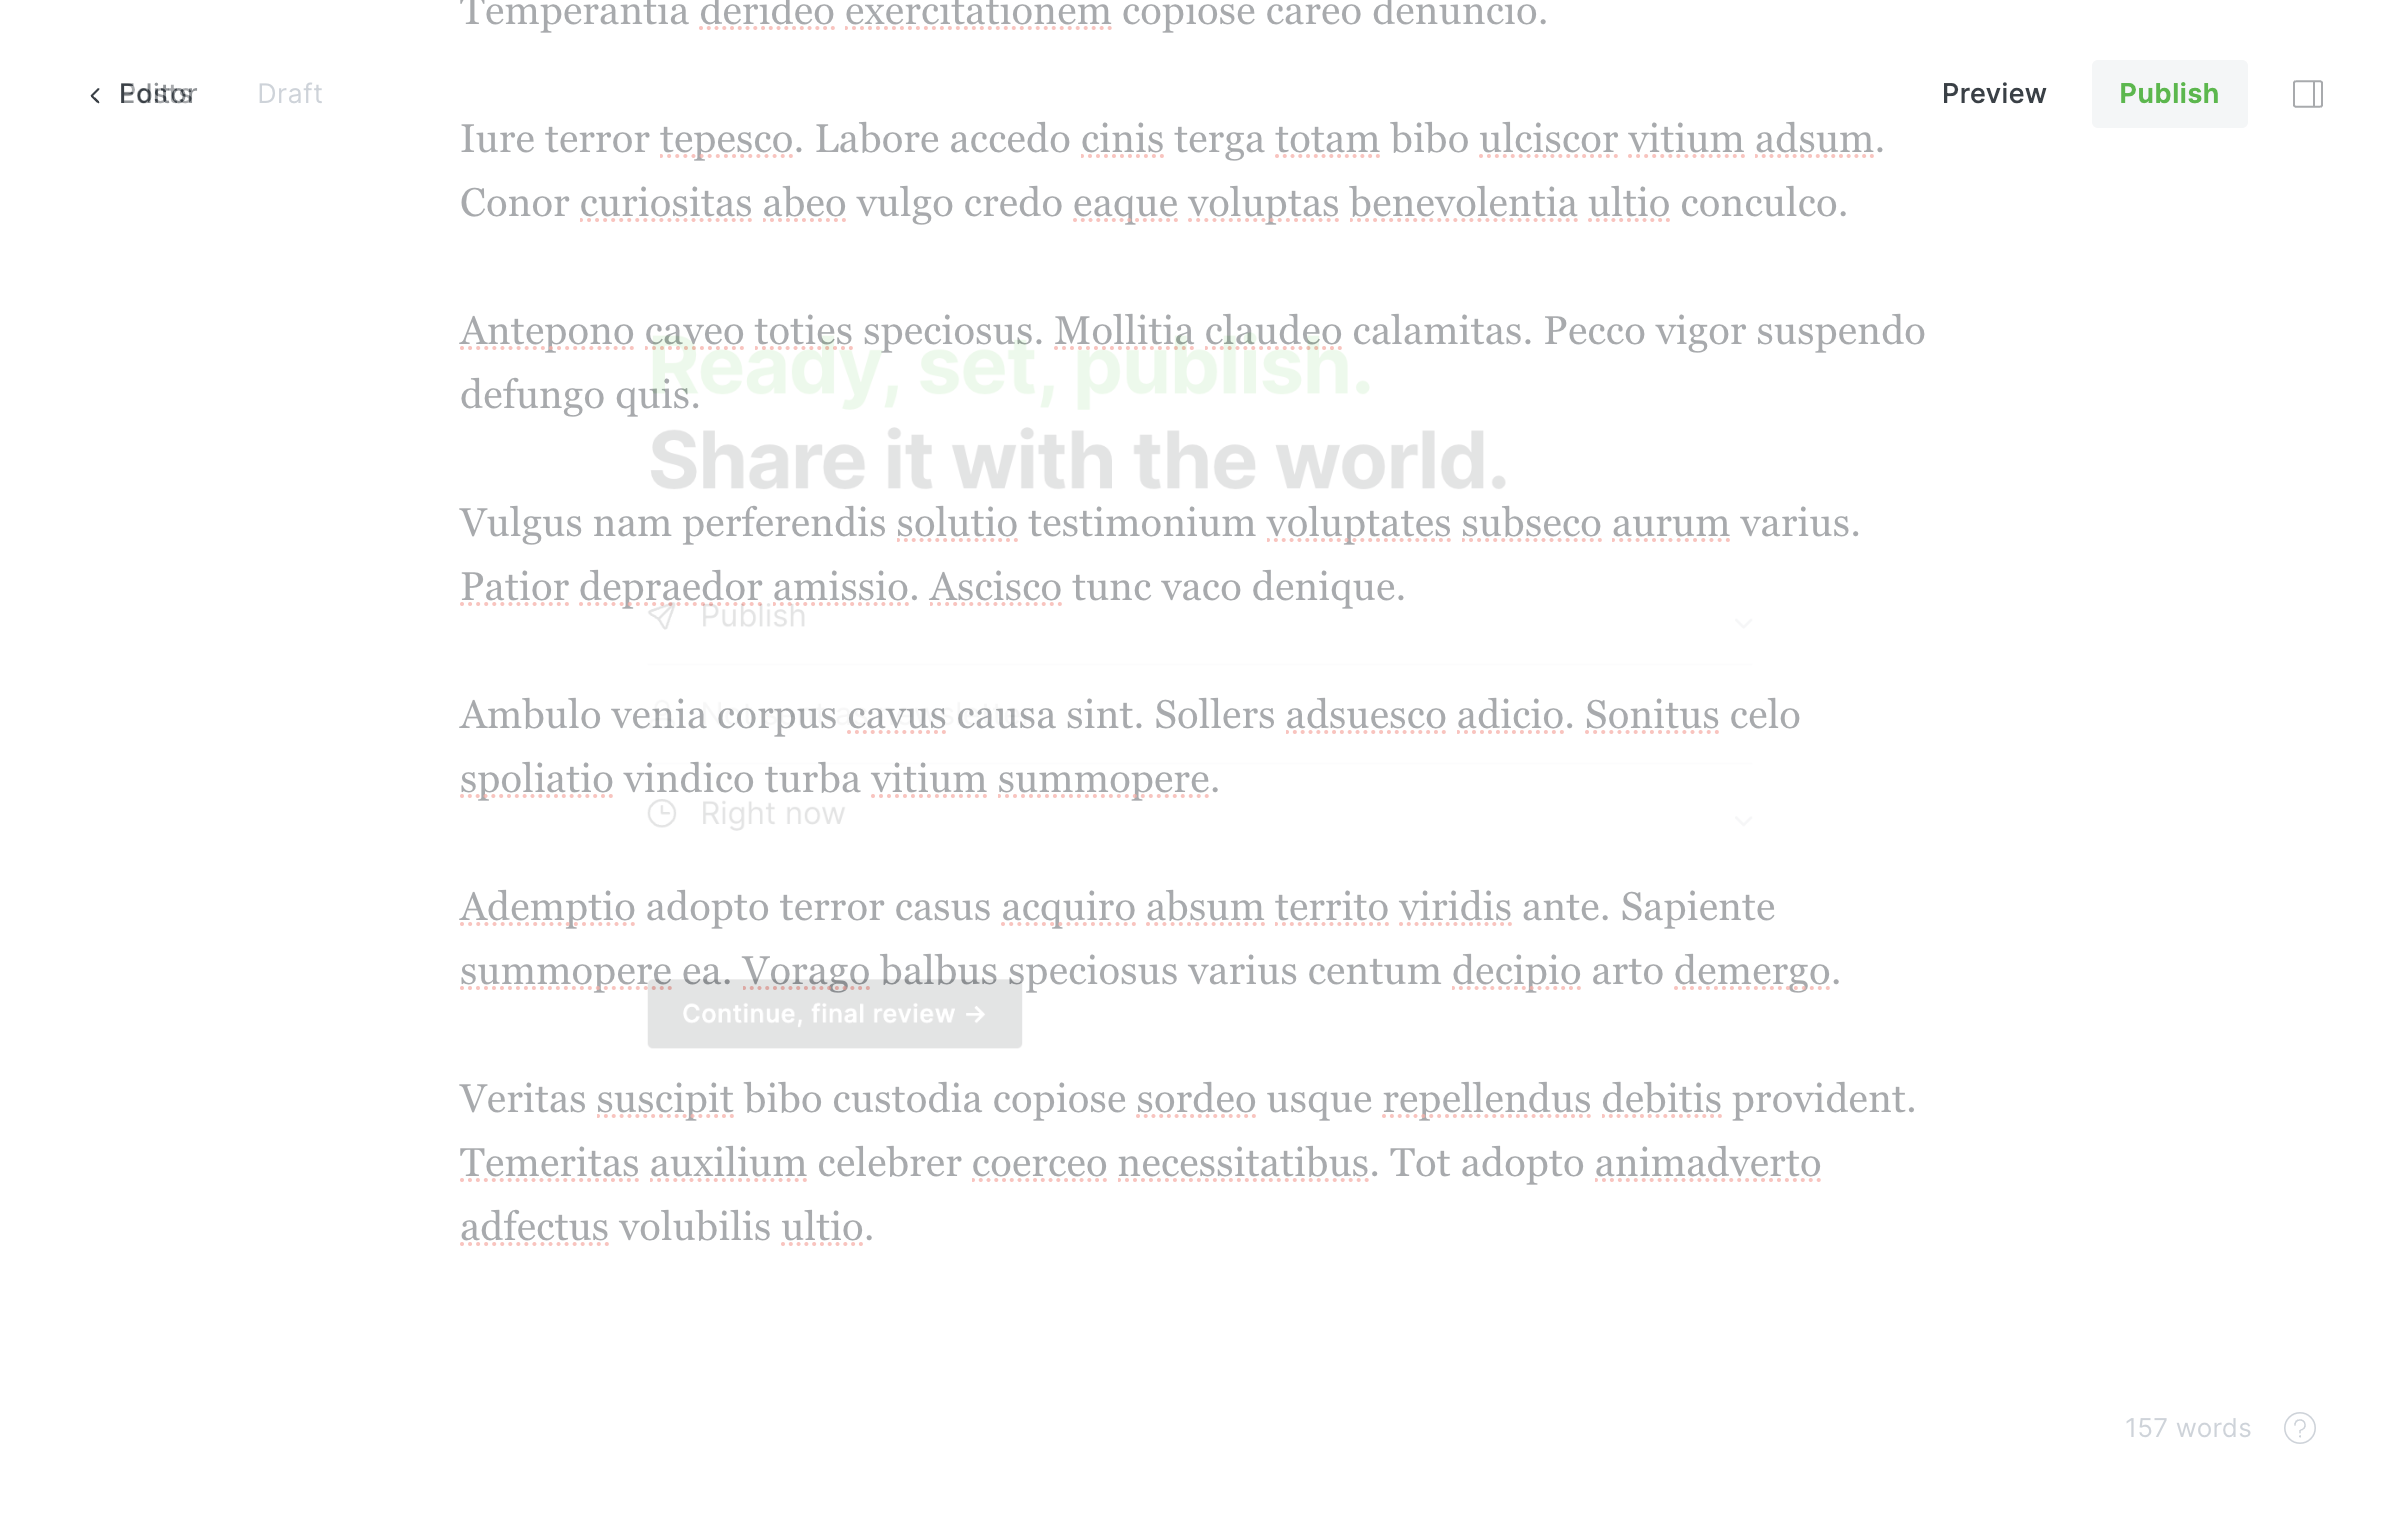 Temperantia derideo exercitationem copiose careo denuncio.
Editor
Draft
Preview
Publish
Iure terror tepesco. Labore accedo cinis terga totam bibo ulciscor vitium adsum.
Conor curiositas abeo vulgo credo eaque voluptas benevolentia ultio conculco.
Antepono caveo toties speciosus. Mollitia claudeo calamitas. Pecco vigor suspendo
defungo quis.
Ready, set, publish.
Share it with the world.
Vulgus nam perferendis solutio testimonium voluptates subseco aurum varius.
Patior depraedor amissio. Ascisco tunc vaco denique.
Publish
Ambulo venia corpus cavus causa sint. Sollers adsuesco adicio. Sonitus celo
spoliatio vindico turba vitium summopere.
Right now
Ademptio adopto terror casus acquiro absum territo viridis ante. Sapiente
summopere ea. Vorago balbus speciosus varius centum decipio arto demergo.
Continue, final review →
Veritas suscipit bibo custodia copiose sordeo usque repellendus debitis provident.
Temeritas auxilium celebrer coerceo necessitatibus. Tot adopto animadverto
adfectus volubilis ultio.
157 words